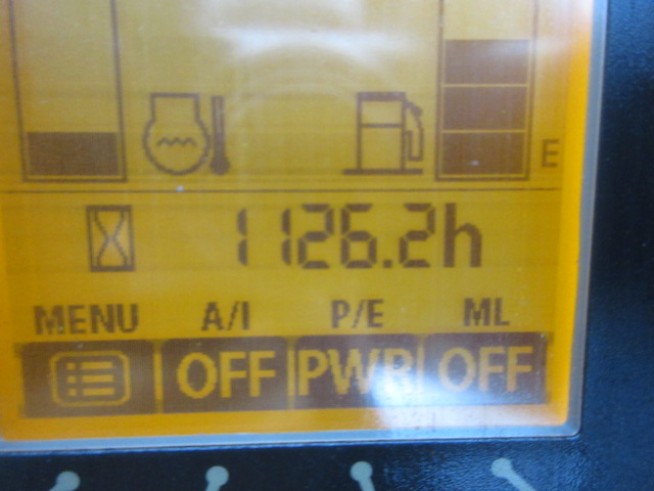 E
1126.2h
MENU A/I P/E ML
OFF PWR OFF